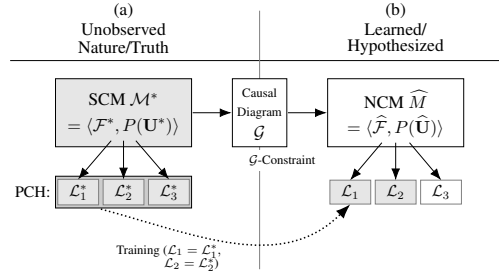 (a)
Unobserved
Nature/Truth
(b)
Learned/
Hypothesized
SCM ℳ*
= ⟨ℱ*, P(U*)⟩
Causal
Diagram
𝒢
NCM M̂
= ⟨ℱ̂, P(Û)⟩
𝒢-Constraint
PCH:
ℒ₁*
ℒ₂*
ℒ₃*
ℒ₁
ℒ₂
ℒ₃
Training (ℒ₁ = ℒ₁*,
ℒ₂ = ℒ₂*)